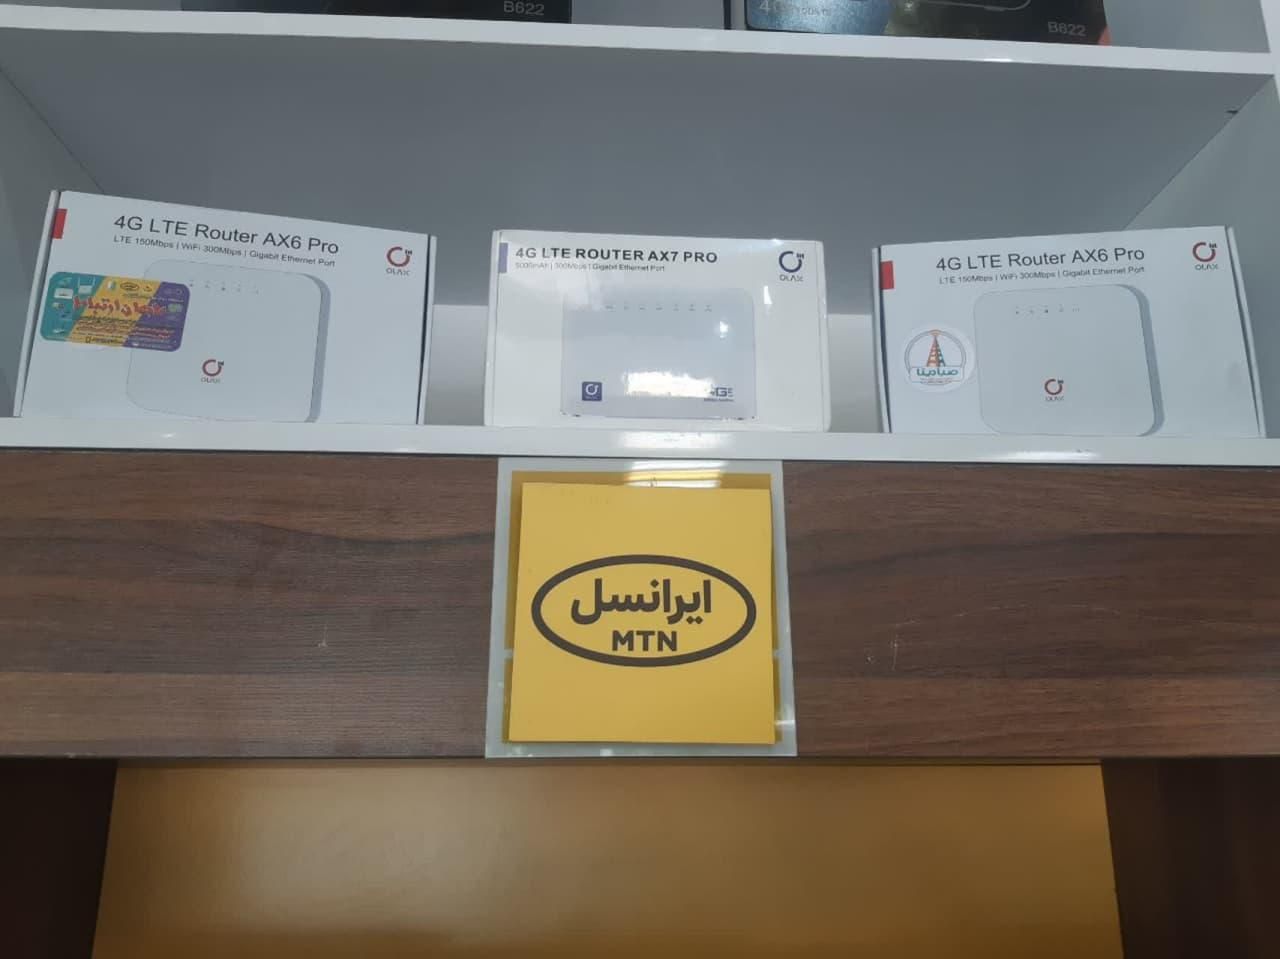 B622
4G
B622
4G LTE Router AX6 Pro
LTE 150Mbps | WiFi 300Mbps | Gigabit Ethernet Port
OLAX
OLAX
4G LTE ROUTER AX7 PRO
5000mAh | 300Mbps | Gigabit Ethernet Port
OLAX
4G LTE Router AX6 Pro
LTE 150Mbps | WiFi 300Mbps | Gigabit Ethernet Port
OLAX
صبامینا
OLAX
ایرانسل
MTN